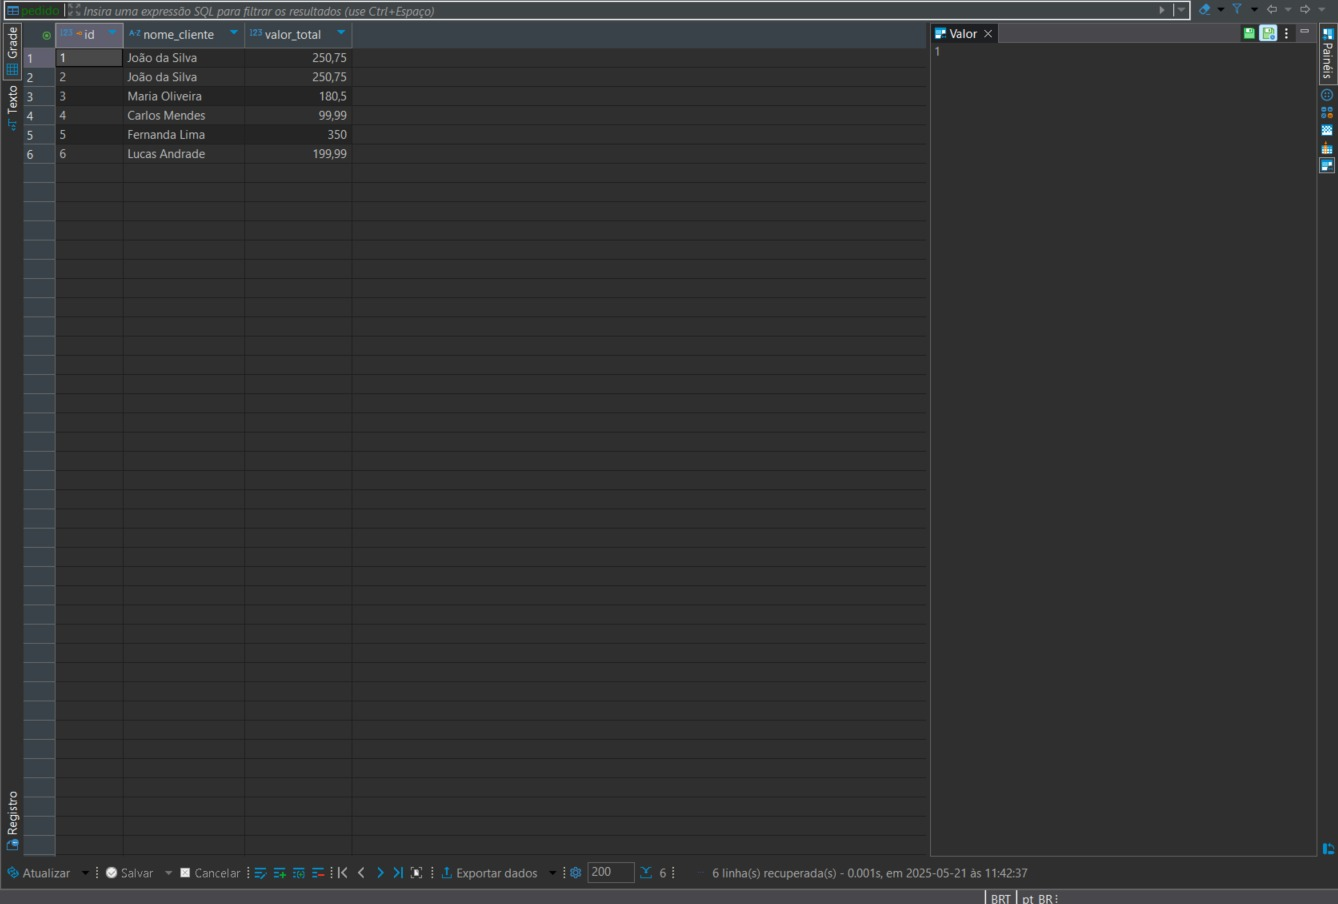 pedido Insira uma expressão SQL para filtrar os resultados (use Ctrl+Espaço)
Grade
Texto
Registro
123 id A-Z nome_cliente 123 valor_total
1 1 João da Silva 250,75
2 2 João da Silva 250,75
3 3 Maria Oliveira 180,5
4 4 Carlos Mendes 99,99
5 5 Fernanda Lima 350
6 6 Lucas Andrade 199,99
Valor
1
Painéis
Atualizar Salvar Cancelar Exportar dados 200 6 6 linha(s) recuperada(s) - 0.001s, em 2025-05-21 às 11:42:37
BRT pt_BR